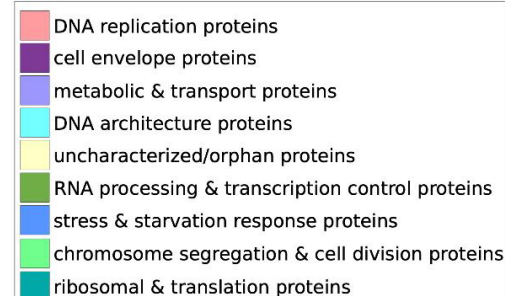 DNA replication proteins
cell envelope proteins
metabolic & transport proteins
DNA architecture proteins
uncharacterized/orphan proteins
RNA processing & transcription control proteins
stress & starvation response proteins
chromosome segregation & cell division proteins
ribosomal & translation proteins